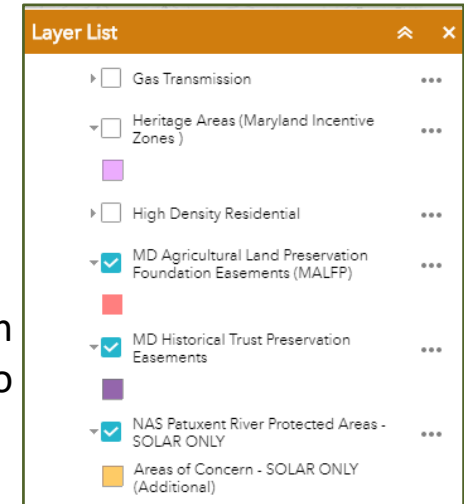 Layer List
Gas Transmission
Heritage Areas (Maryland Incentive
Zones )
High Density Residential
MD Agricultural Land Preservation
Foundation Easements (MALFP)
MD Historical Trust Preservation
Easements
NAS Patuxent River Protected Areas -
SOLAR ONLY
Areas of Concern - SOLAR ONLY
(Additional)